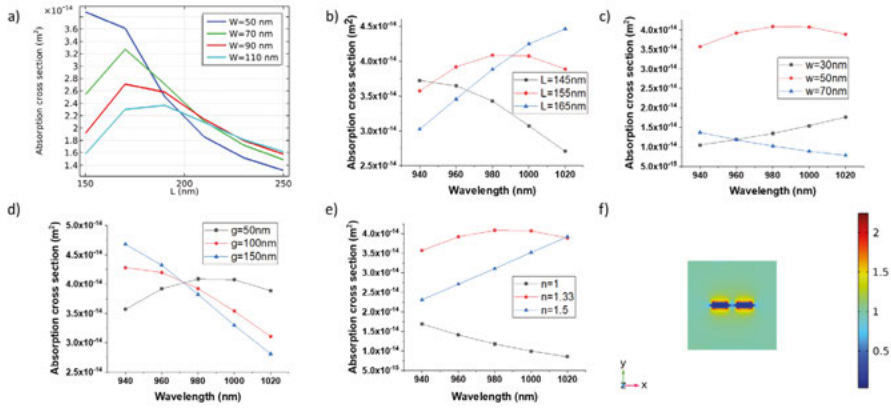 a)
×10⁻¹⁴
Absorption cross section (m²)
3.6
3.4
3.2
3
2.8
2.6
2.4
2.2
2
1.8
1.6
1.4
150
200
250
L (nm)
W=50 nm
W=70 nm
W=90 nm
W=110 nm
b)
Absorption cross section (m²)
4.5x10⁻¹⁴
4.0x10⁻¹⁴
3.5x10⁻¹⁴
3.0x10⁻¹⁴
2.5x10⁻¹⁴
940 960 980 1000 1020
Wavelength (nm)
L=145nm
L=155nm
L=165nm
c)
Absorption cross section (m²)
4.0x10⁻¹⁴
3.5x10⁻¹⁴
3.0x10⁻¹⁴
2.5x10⁻¹⁴
2.0x10⁻¹⁴
1.5x10⁻¹⁴
1.0x10⁻¹⁴
5.0x10⁻¹⁵
940 960 980 1000 1020
Wavelength (nm)
w=30nm
w=50nm
w=70nm
d)
Absorption cross section (m²)
5.0x10⁻¹⁴
4.5x10⁻¹⁴
4.0x10⁻¹⁴
3.5x10⁻¹⁴
3.0x10⁻¹⁴
2.5x10⁻¹⁴
940 960 980 1000 1020
Wavelength (nm)
g=50nm
g=100nm
g=150nm
e)
Absorption cross section (m²)
4.0x10⁻¹⁴
3.5x10⁻¹⁴
3.0x10⁻¹⁴
2.5x10⁻¹⁴
2.0x10⁻¹⁴
1.5x10⁻¹⁴
1.0x10⁻¹⁴
5.0x10⁻¹⁵
940 960 980 1000 1020
Wavelength (nm)
n=1
n=1.33
n=1.5
f)
2
1.5
1
0.5
y
z
x